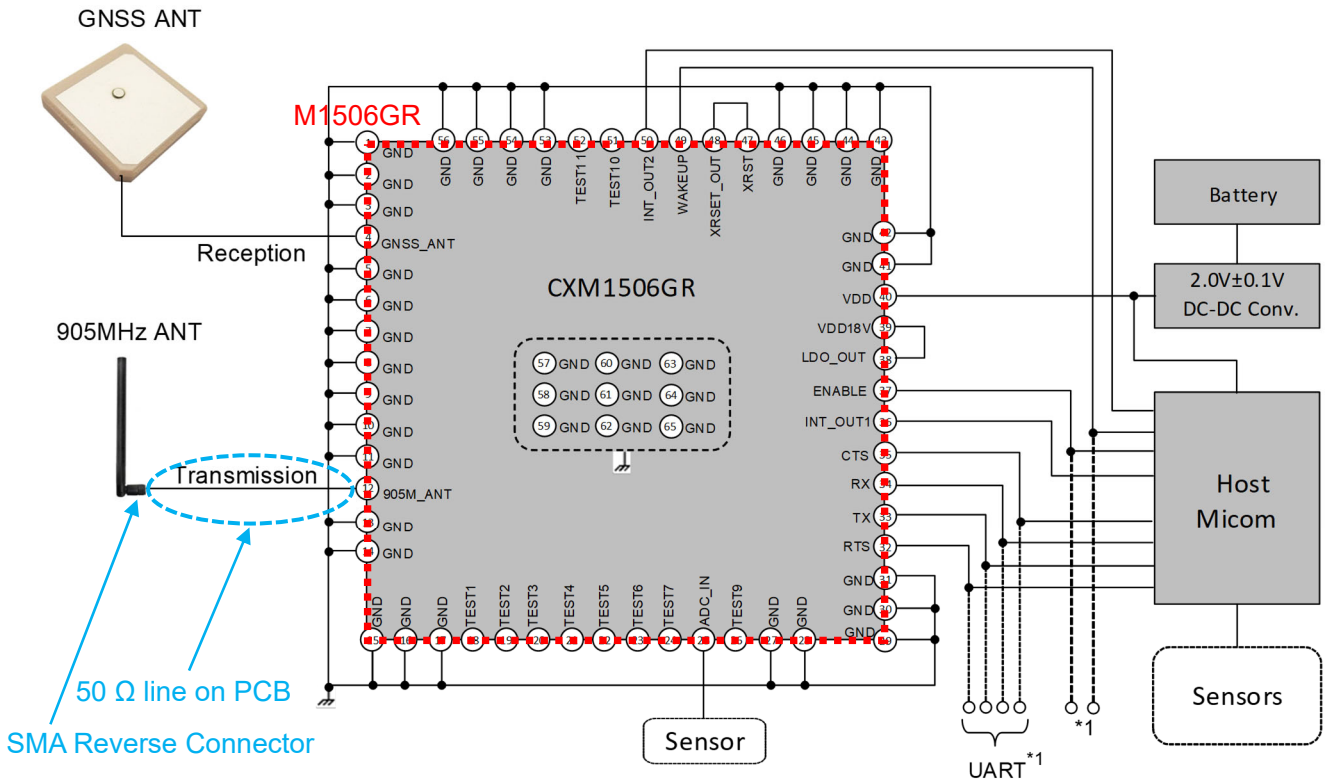 GNSS ANT
M1506GR
Reception
905MHz ANT
Transmission
50 Ω line on PCB
SMA Reverse Connector
56
55
54
53
52
51
50
49
48
47
46
45
44
43
GND
GND
GND
GND
TEST11
TEST10
INT_OUT2
WAKEUP
XRSET_OUT
XRST
GND
GND
GND
GND
1 GND
2 GND
3 GND
4 GNSS_ANT
5 GND
6 GND
7 GND
8 GND
9 GND
10 GND
11 GND
12 905M_ANT
13 GND
14 GND
CXM1506GR
57 GND 60 GND 63 GND
58 GND 61 GND 64 GND
59 GND 62 GND 65 GND
GND 42
GND 41
VDD 40
VDD18V 39
LDO_OUT 38
ENABLE 37
INT_OUT1 36
CTS 35
RX 34
TX 33
RTS 32
GND 31
GND 30
GND 29
GND
GND
GND
TEST1
TEST2
TEST3
TEST4
TEST5
TEST6
TEST7
ADC_IN
TEST9
GND
GND
15
16
17
18
19
20
21
22
23
24
25
26
27
28
Sensor
Battery
2.0V±0.1V
DC-DC Conv.
Host
Micom
Sensors
UART*1
*1